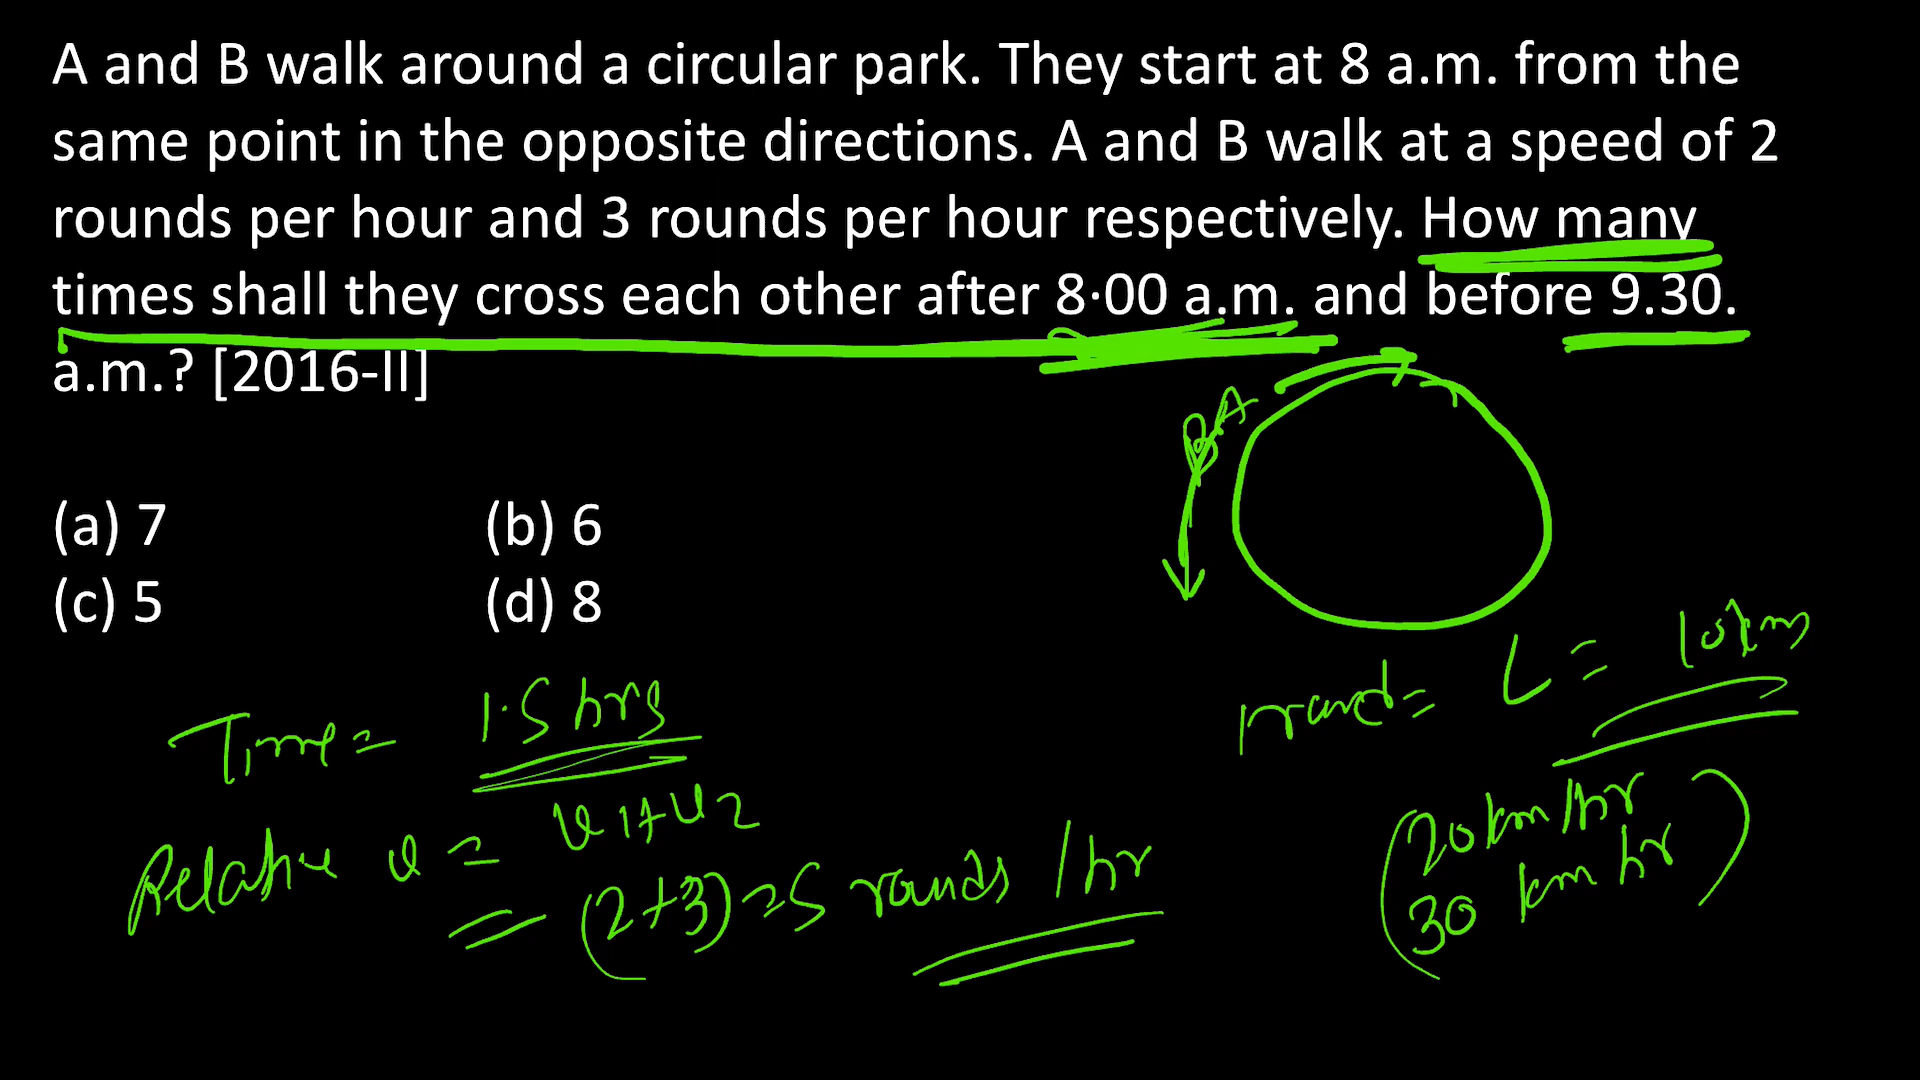 A and B walk around a circular park. They start at 8 a.m. from the
same point in the opposite directions. A and B walk at a speed of 2
rounds per hour and 3 rounds per hour respectively. How many
times shall they cross each other after 8·00 a.m. and before 9.30.
a.m.? [2016-II]
B A
(a) 7 (b) 6
(c) 5 (d) 8
1 round = L = 10km
Time = 1.5 hrs
Relative v = v1+v2
= (2+3) = 5 rounds /hr
(20 km/hr
30 km hr)